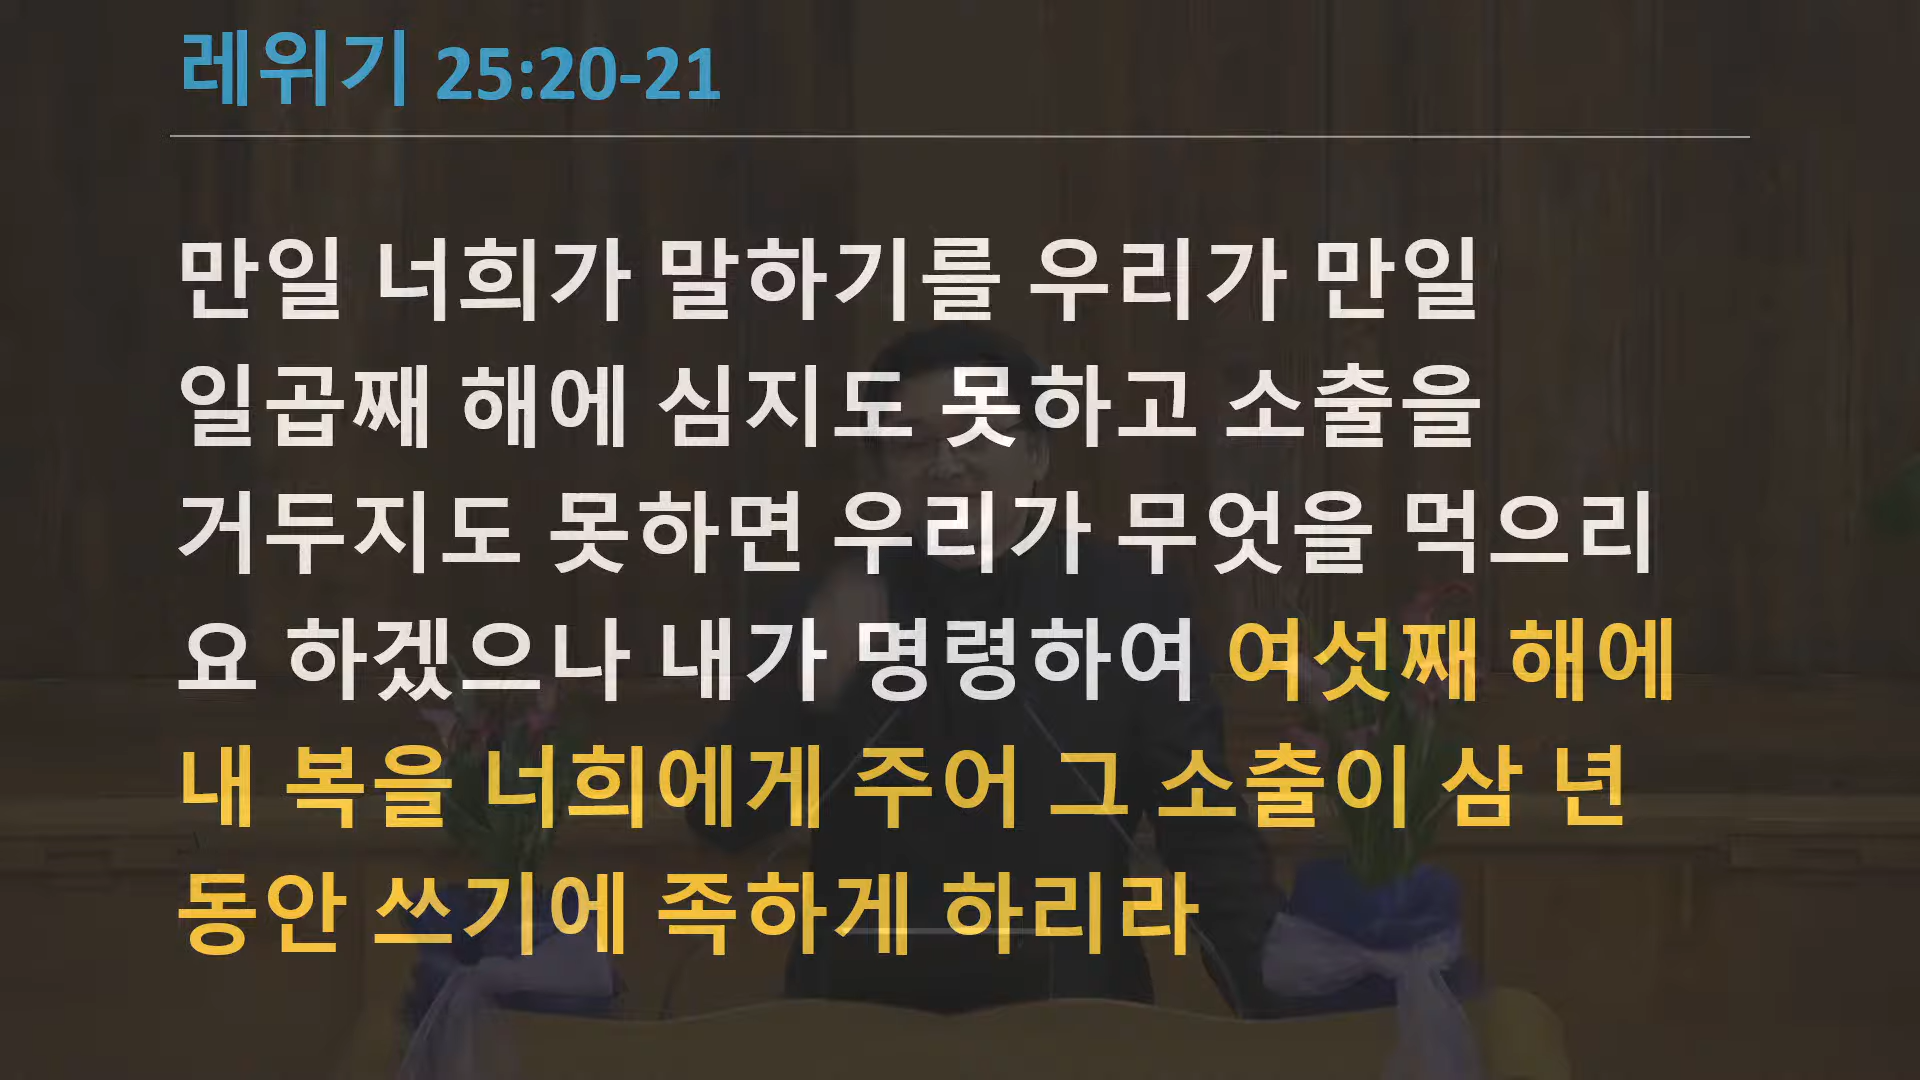 레위기 25:20-21
만일 너희가 말하기를 우리가 만일
일곱째 해에 심지도 못하고 소출을
거두지도 못하면 우리가 무엇을 먹으리
요 하겠으나 내가 명령하여 여섯째 해에
내 복을 너희에게 주어 그 소출이 삼 년
동안 쓰기에 족하게 하리라